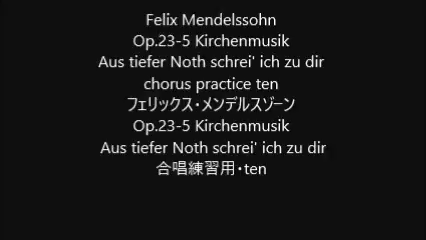 Felix Mendelssohn
Op.23-5 Kirchenmusik
Aus tiefer Noth schrei' ich zu dir
chorus practice ten
フェリックス・メンデルスゾーン
Op.23-5 Kirchenmusik
Aus tiefer Noth schrei' ich zu dir
合唱練習用・ten